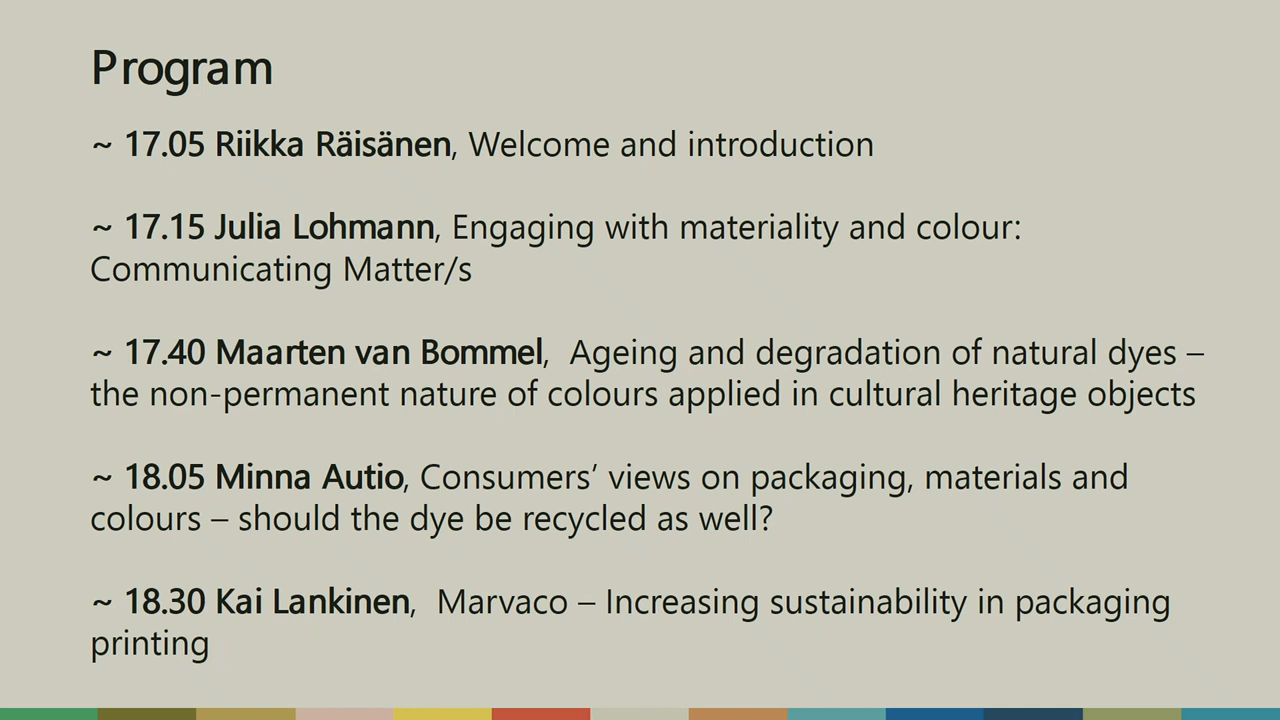 Program
~ 17.05 Riikka Räisänen, Welcome and introduction
~ 17.15 Julia Lohmann, Engaging with materiality and colour:
Communicating Matter/s
~ 17.40 Maarten van Bommel,  Ageing and degradation of natural dyes –
the non-permanent nature of colours applied in cultural heritage objects
~ 18.05 Minna Autio, Consumers’ views on packaging, materials and
colours – should the dye be recycled as well?
~ 18.30 Kai Lankinen,  Marvaco – Increasing sustainability in packaging
printing